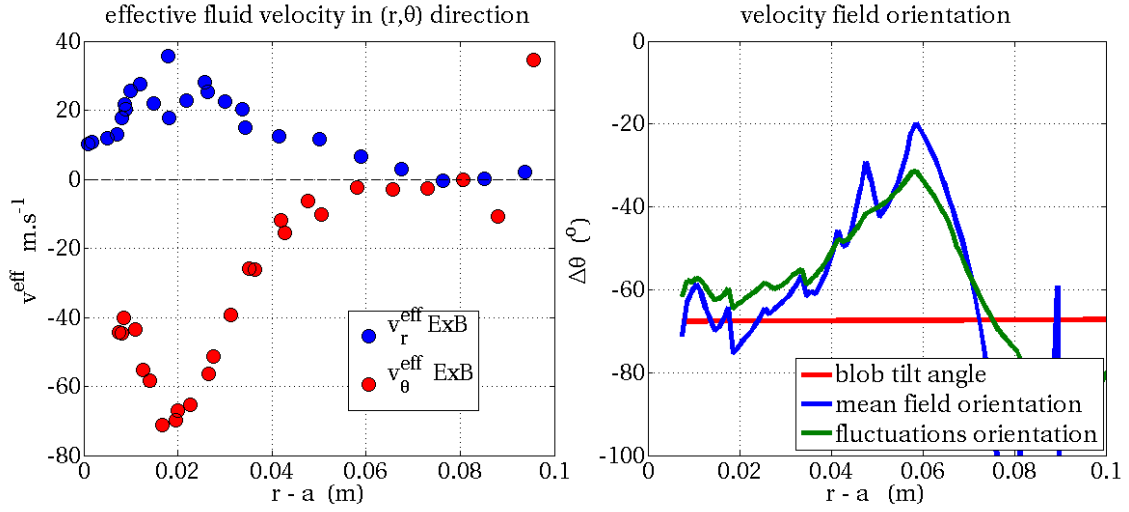 effective fluid velocity in (r,θ) direction
40
20
0
-20
-40
-60
-80
v^eff m.s^-1
0
0.02
0.04
0.06
0.08
0.1
r - a (m)
v_r^eff ExB
v_θ^eff ExB
velocity field orientation
0
-20
-40
-60
-80
-100
Δθ (°)
0
0.02
0.04
0.06
0.08
0.1
r - a (m)
blob tilt angle
mean field orientation
fluctuations orientation